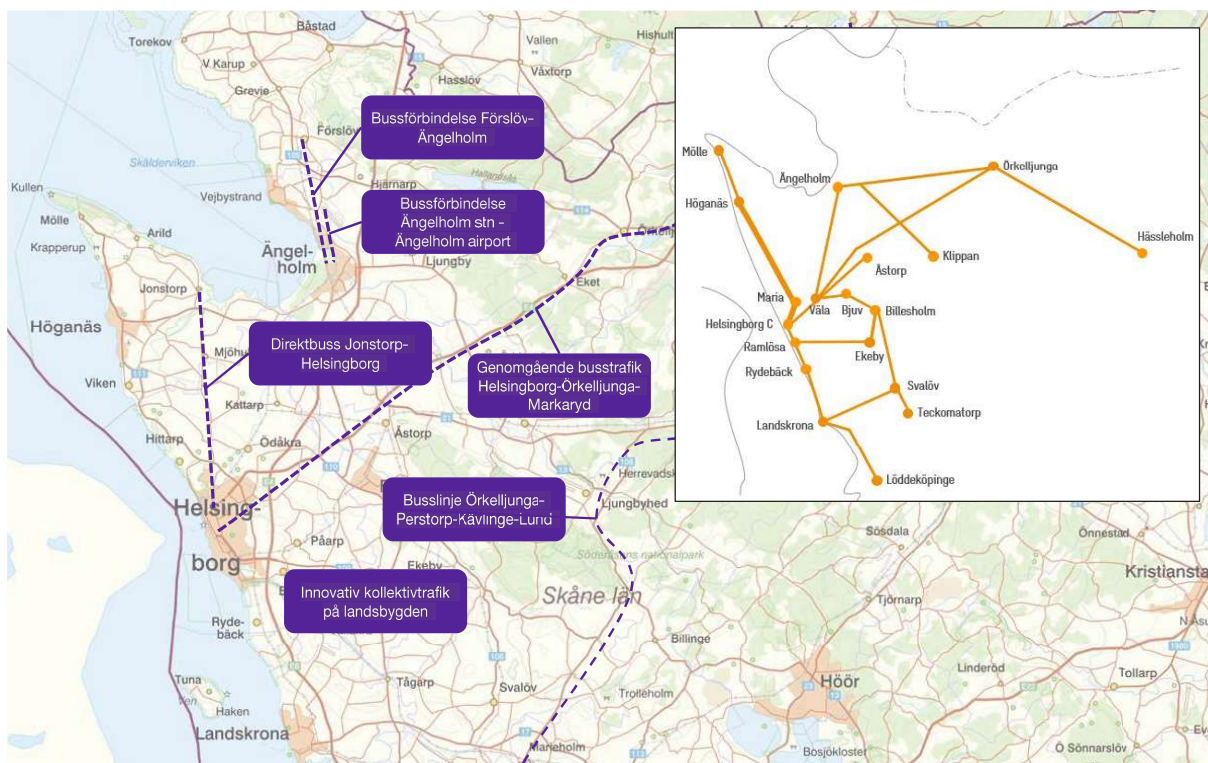 Båstad
Torekov
V Karup
Hasslöv
Vallen
Våxtorp
Grevie
Förslöv
Bussförbindelse Förslöv-
Ängelholm
Skälderviken
Kullen
Mölle
Krapperup
Arild
Vejbystrand
Hjärnarp
Bussförbindelse
Ängelholm stn -
Ängelholm airport
Ängel-
holm
Ljungby
Eket
Jonstorp
Höganäs
Direktbuss Jonstorp-
Helsingborg
Genomgående busstrafik
Helsingborg-Örkelljunga-
Markaryd
Viken
Kattarp
Hittarp
Ödåkra
Åstorp
Helsing-
borg
Påarp
Ekeby
Busslinje Örkelljunga-
Perstorp-Kävlinge-Lund
Ljungbyhed
Söderåsens nationalpark
Innovativ kollektivtrafik
på landsbygden
Skåne län
Ryde-
bäck
Billinge
Tuna
Ven
Haken
Landskrona
Tågarp
Svalöv
Trolleholm
Marieholm
Höör
Bosjökloster
Sösdala
Önnestad
Tjörnarp
Linderöd
Tollarp
O Sönnarslöv
Mölle
Höganäs
Ängelholm
Örkelljunga
Hässleholm
Klippan
Åstorp
Maria
Väla
Bjuv
Billesholm
Helsingborg C
Ramlösa
Ekeby
Rydebäck
Svalöv
Teckomatorp
Landskrona
Löddeköpinge